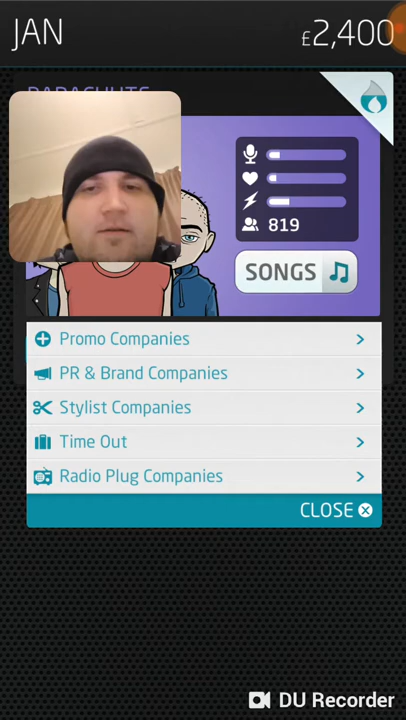 JAN
£2,400
PARACHUTE
819
SONGS
Promo Companies
PR & Brand Companies
Stylist Companies
Time Out
Radio Plug Companies
CLOSE
DU Recorder